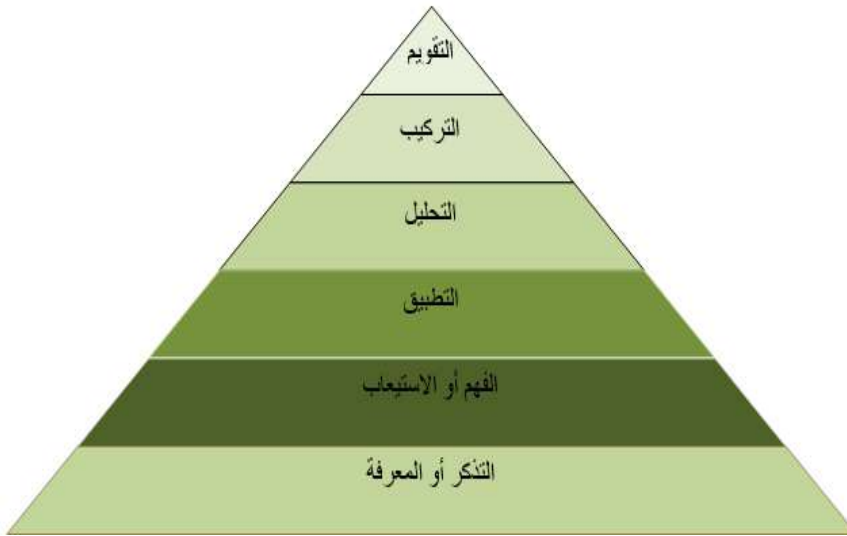 التقويم
التركيب
التحليل
التطبيق
الفهم أو الاستيعاب
التذكر أو المعرفة